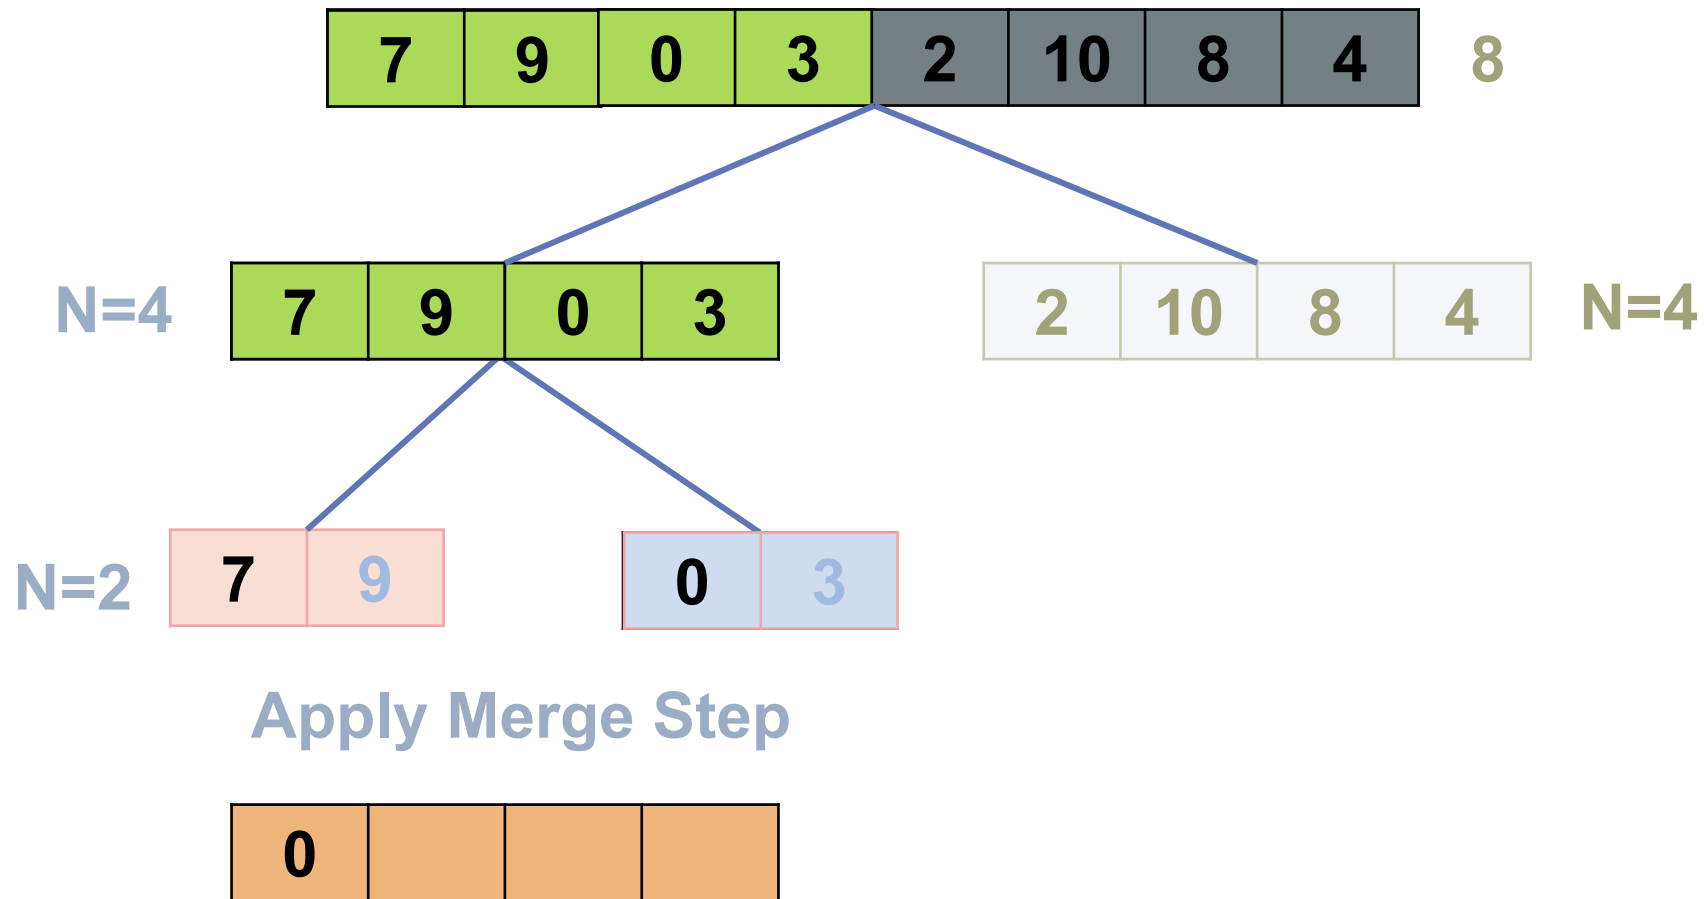 7 9 0 3 2 10 8 4 8
N=4 7 9 0 3 2 10 8 4 N=4
N=2 7 9 0 3
Apply Merge Step
0